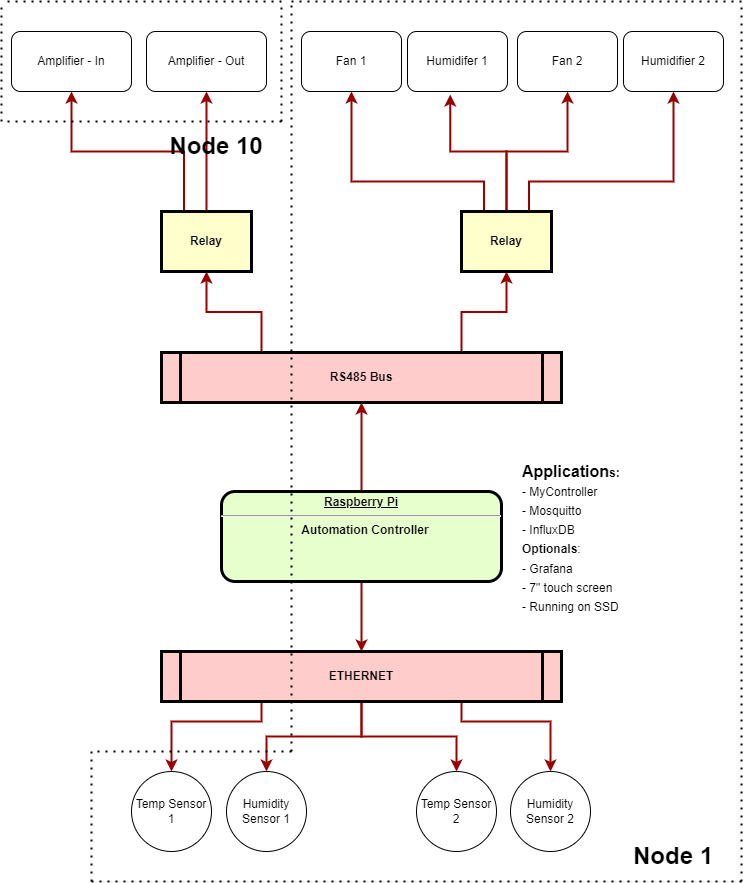 Amplifier - In
Amplifier - Out
Fan 1
Humidifer 1
Fan 2
Humidifier 2
Node 10
Relay
Relay
RS485 Bus
Raspberry Pi
Automation Controller
Applications:
- MyController
- Mosquitto
- InfluxDB
Optionals:
- Grafana
- 7" touch screen
- Running on SSD
ETHERNET
Temp Sensor
1
Humidity
Sensor 1
Temp Sensor
2
Humidity
Sensor 2
Node 1